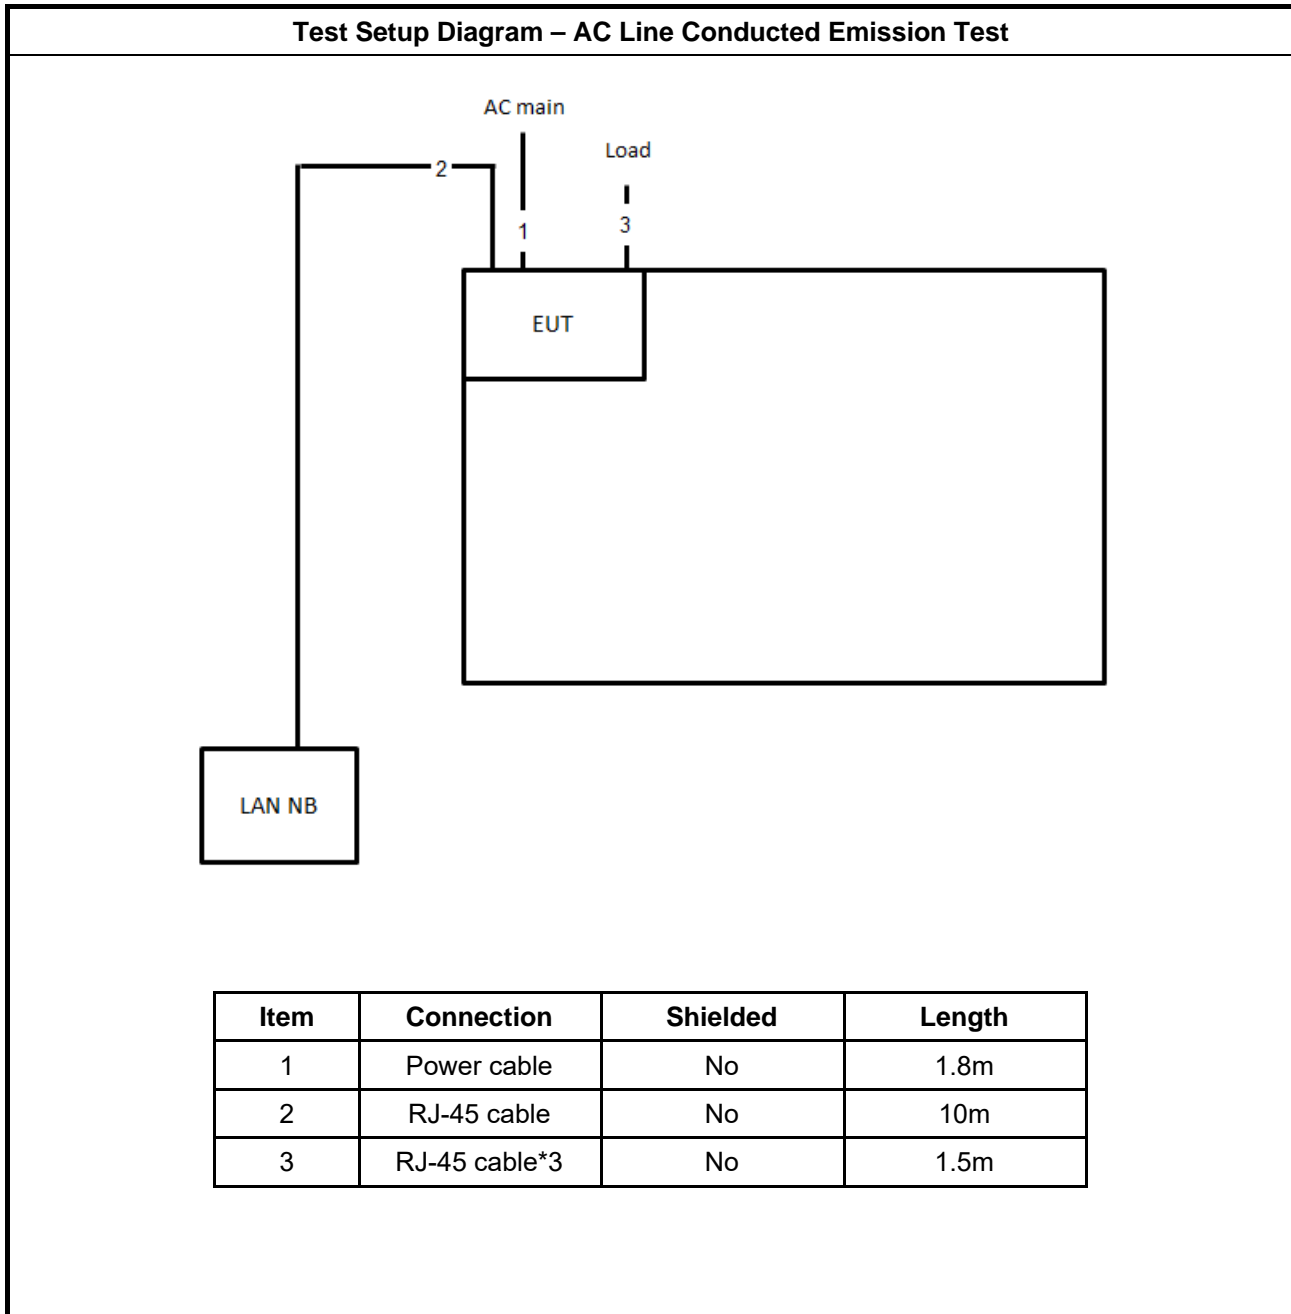 Test Setup Diagram – AC Line Conducted Emission Test
AC main
Load
2
1
3
EUT
LAN NB
Item Connection Shielded Length
1 Power cable No 1.8m
2 RJ-45 cable No 10m
3 RJ-45 cable*3 No 1.5m